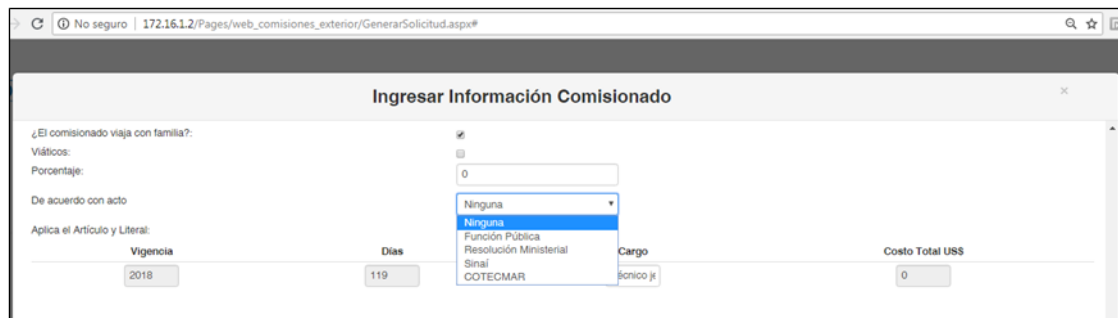 No seguro | 172.16.1.2/Pages/web_comisiones_exterior/GenerarSolicitud.aspx#
Ingresar Información Comisionado
×
¿El comisionado viaja con familia?:
Viáticos:
Porcentaje:
0
De acuerdo con acto
Ninguna
Ninguna
Función Pública
Resolución Ministerial
Sinaí
COTECMAR
Aplica el Artículo y Literal:
Vigencia Días Cargo Costo Total US$
2018 119 écnico je 0